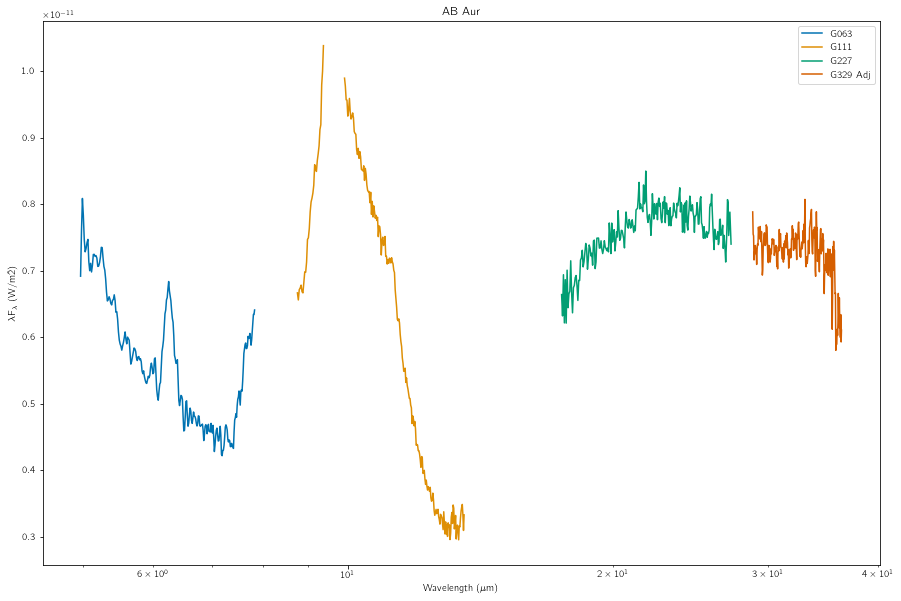 AB Aur
×10⁻¹¹
G063
G111
G227
G329 Adj
1.0
0.9
0.8
0.7
0.6
0.5
0.4
0.3
λF_λ (W/m2)
6 × 10⁰
10¹
2 × 10¹
3 × 10¹
4 × 10¹
Wavelength (μm)